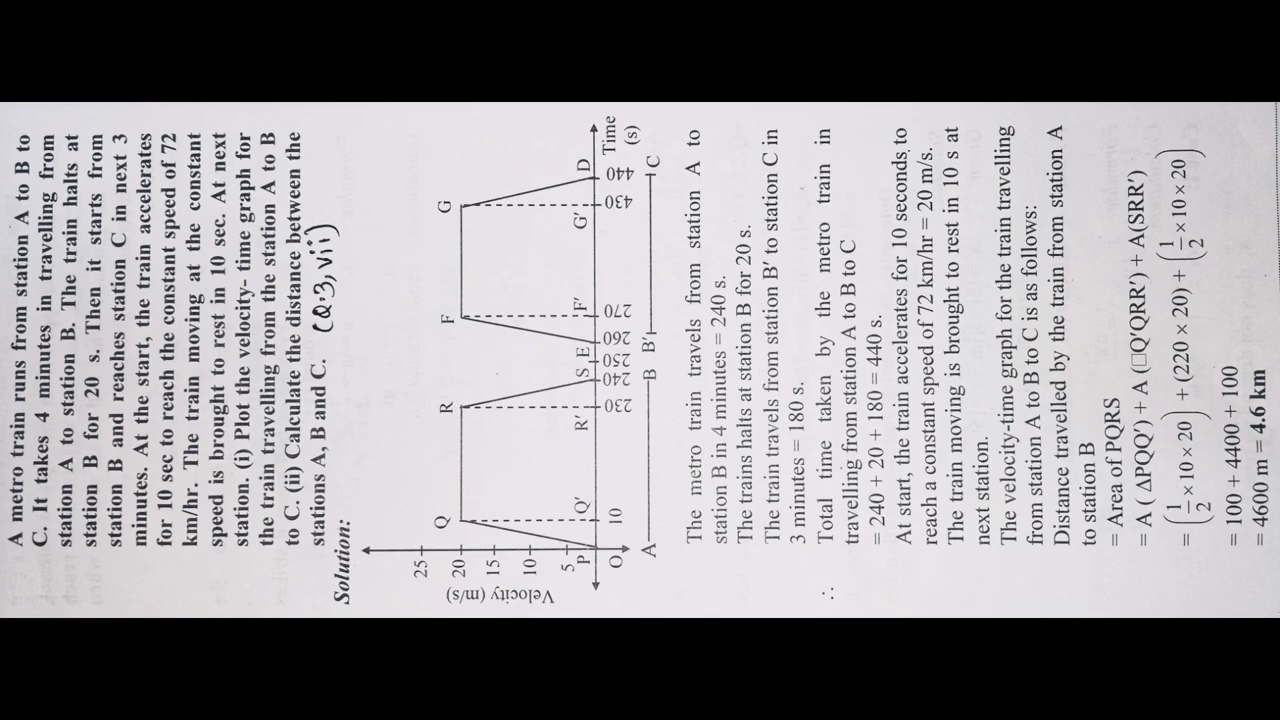 A metro train runs from station A to B to
C. It takes 4 minutes in travelling from
station A to station B. The train halts at
station B for 20 s. Then it starts from
station B and reaches station C in next 3
minutes. At the start, the train accelerates
for 10 sec to reach the constant speed of 72
km/hr. The train moving at the constant
speed is brought to rest in 10 sec. At next
station. (i) Plot the velocity- time graph for
the train travelling from the station A to B
to C. (ii) Calculate the distance between the
stations A, B and C. (Q.3, vii)
Solution:
Velocity (m/s)
25
20
15
10
5
P Q Q′ R R′ S E F F′ G G′ D
O 10 230 240 250 260 270 430 440
Time
(s)
A B B′ C
The metro train travels from station A to
station B in 4 minutes = 240 s.
The trains halts at station B for 20 s.
The train travels from station B′ to station C in
3 minutes = 180 s.
∴ Total time taken by the metro train in
travelling from station A to B to C
= 240 + 20 + 180 = 440 s.
At start, the train accelerates for 10 seconds to
reach a constant speed of 72 km/hr = 20 m/s.
The train moving is brought to rest in 10 s at
next station.
The velocity-time graph for the train travelling
from station A to B to C is as follows:
Distance travelled by the train from station A
to station B
= Area of PQRS
= A ( ΔPQQ′) + A (□Q′QRR′) + A(SRR′)
= (1/2 × 10 × 20) + (220 × 20) + (1/2 × 10 × 20)
= 100 + 4400 + 100
= 4600 m = 4.6 km